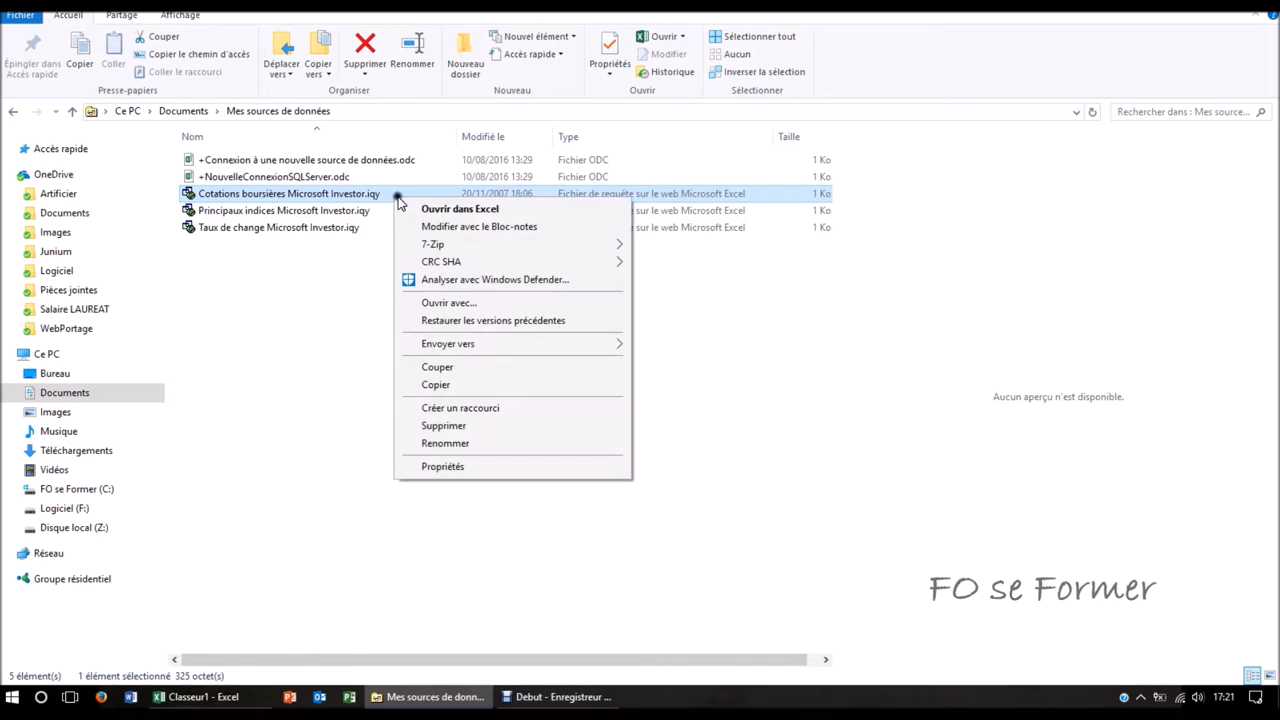 Fichier Accueil Partage Affichage
Épingler dans Accès rapide
Copier
Coller
Couper
Copier le chemin d'accès
Coller le raccourci
Presse-papiers
Déplacer vers
Copier vers
Supprimer
Renommer
Organiser
Nouveau dossier
Nouvel élément
Accès rapide
Nouveau
Propriétés
Ouvrir
Modifier
Historique
Ouvrir
Sélectionner tout
Aucun
Inverser la sélection
Sélectionner
Ce PC > Documents > Mes sources de données
Rechercher dans : Mes source...
Nom Modifié le Type Taille
Accès rapide
OneDrive
Artificier
Documents
Images
Junium
Logiciel
Pièces jointes
Salaire LAUREAT
WebPortage
Ce PC
Bureau
Documents
Images
Musique
Téléchargements
Vidéos
FO se Former (C:)
Logiciel (F:)
Disque local (Z:)
Réseau
Groupe résidentiel
+Connexion à une nouvelle source de données.odc 10/08/2016 13:29 Fichier ODC 1 Ko
+NouvelleConnexionSQLServer.odc 10/08/2016 13:29 Fichier ODC 1 Ko
Cotations boursières Microsoft Investor.iqy 20/11/2007 18:06 Fichier de requête sur le web Microsoft Excel 1 Ko
Principaux indices Microsoft Investor.iqy sur le web Microsoft Excel 1 Ko
Taux de change Microsoft Investor.iqy sur le web Microsoft Excel 1 Ko
Ouvrir dans Excel
Modifier avec le Bloc-notes
7-Zip
CRC SHA
Analyser avec Windows Defender...
Ouvrir avec...
Restaurer les versions précédentes
Envoyer vers
Couper
Copier
Créer un raccourci
Supprimer
Renommer
Propriétés
Aucun aperçu n'est disponible.
FO se Former
5 élément(s) 1 élément sélectionné 325 octet(s)
Classeur1 - Excel
Mes sources de donn...
Debut - Enregistreur ...
17:21